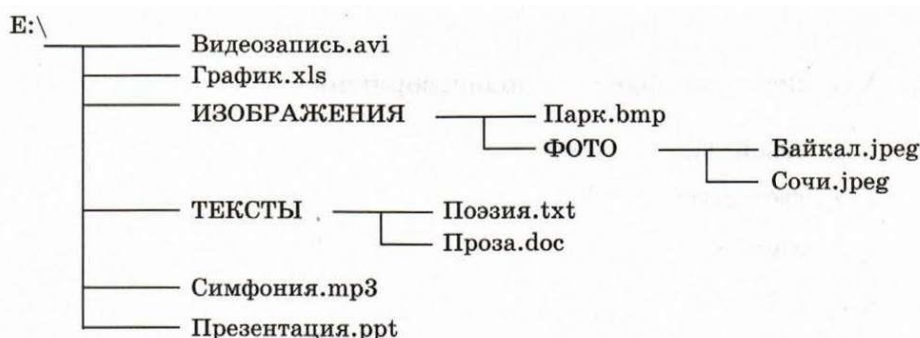 E:\
Видеозапись.avi
График.xls
ИЗОБРАЖЕНИЯ Парк.bmp
ФОТО Байкал.jpeg
Сочи.jpeg
ТЕКСТЫ Поэзия.txt
Проза.doc
Симфония.mp3
Презентация.ppt